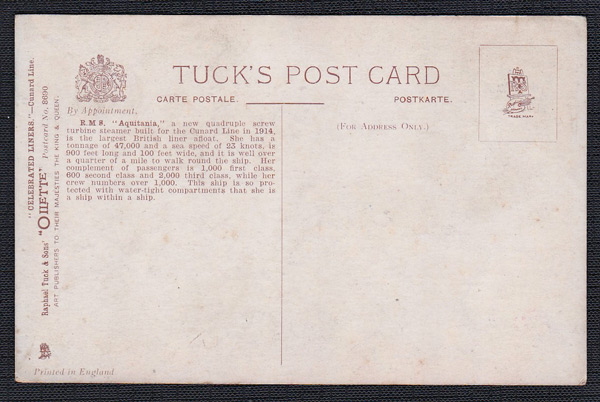 "CELEBRATED LINERS."—Cunard Line.
Raphael Tuck & Sons' "OILETTE" Postcard No. 8690
ART PUBLISHERS TO THEIR MAJESTIES THE KING & QUEEN.
By Appointment.
TUCK'S POST CARD
CARTE POSTALE. POSTKARTE.
R.M.S. "Aquitania," a new quadruple screw
turbine steamer built for the Cunard Line in 1914,
is the largest British liner afloat. She has a
tonnage of 47,000 and a sea speed of 23 knots, is
900 feet long and 100 feet wide, and it is well over
a quarter of a mile to walk round the ship. Her
complement of passengers is 1,000 first class,
600 second class and 2,000 third class, while her
crew numbers over 1,000. This ship is so pro-
tected with water-tight compartments that she is
a ship within a ship.
(FOR ADDRESS ONLY.)
TRADE MARK
Printed in England.